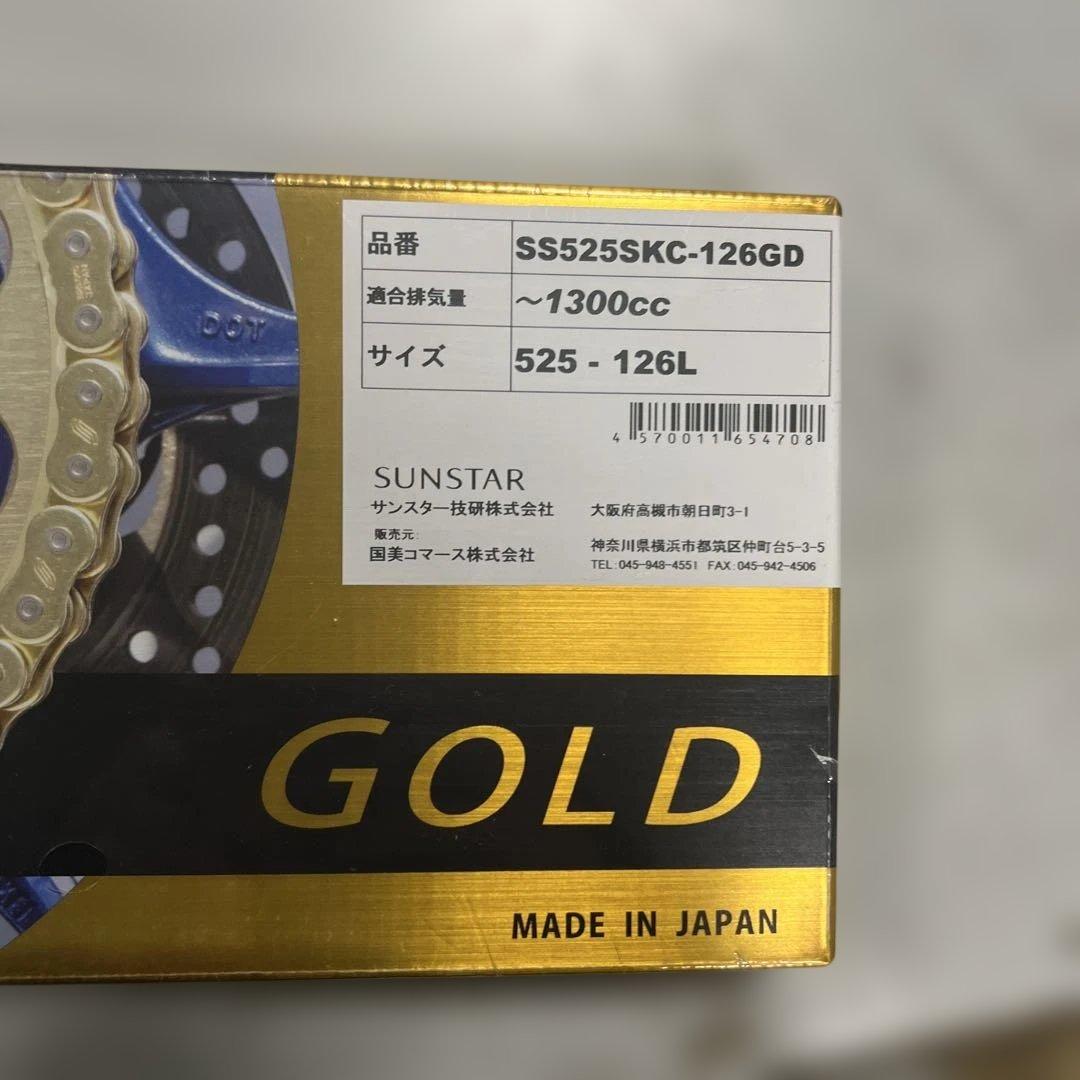 品番 SS525SKC-126GD
適合排気量 ～1300cc
サイズ 525 - 126L
4 570011 654708
SUNSTAR
サンスター技研株式会社 大阪府高槻市朝日町3-1
販売元:
国美コマース株式会社 神奈川県横浜市都筑区仲町台5-3-5
TEL:045-948-4551 FAX:045-942-4506
DOT
GOLD
MADE IN JAPAN